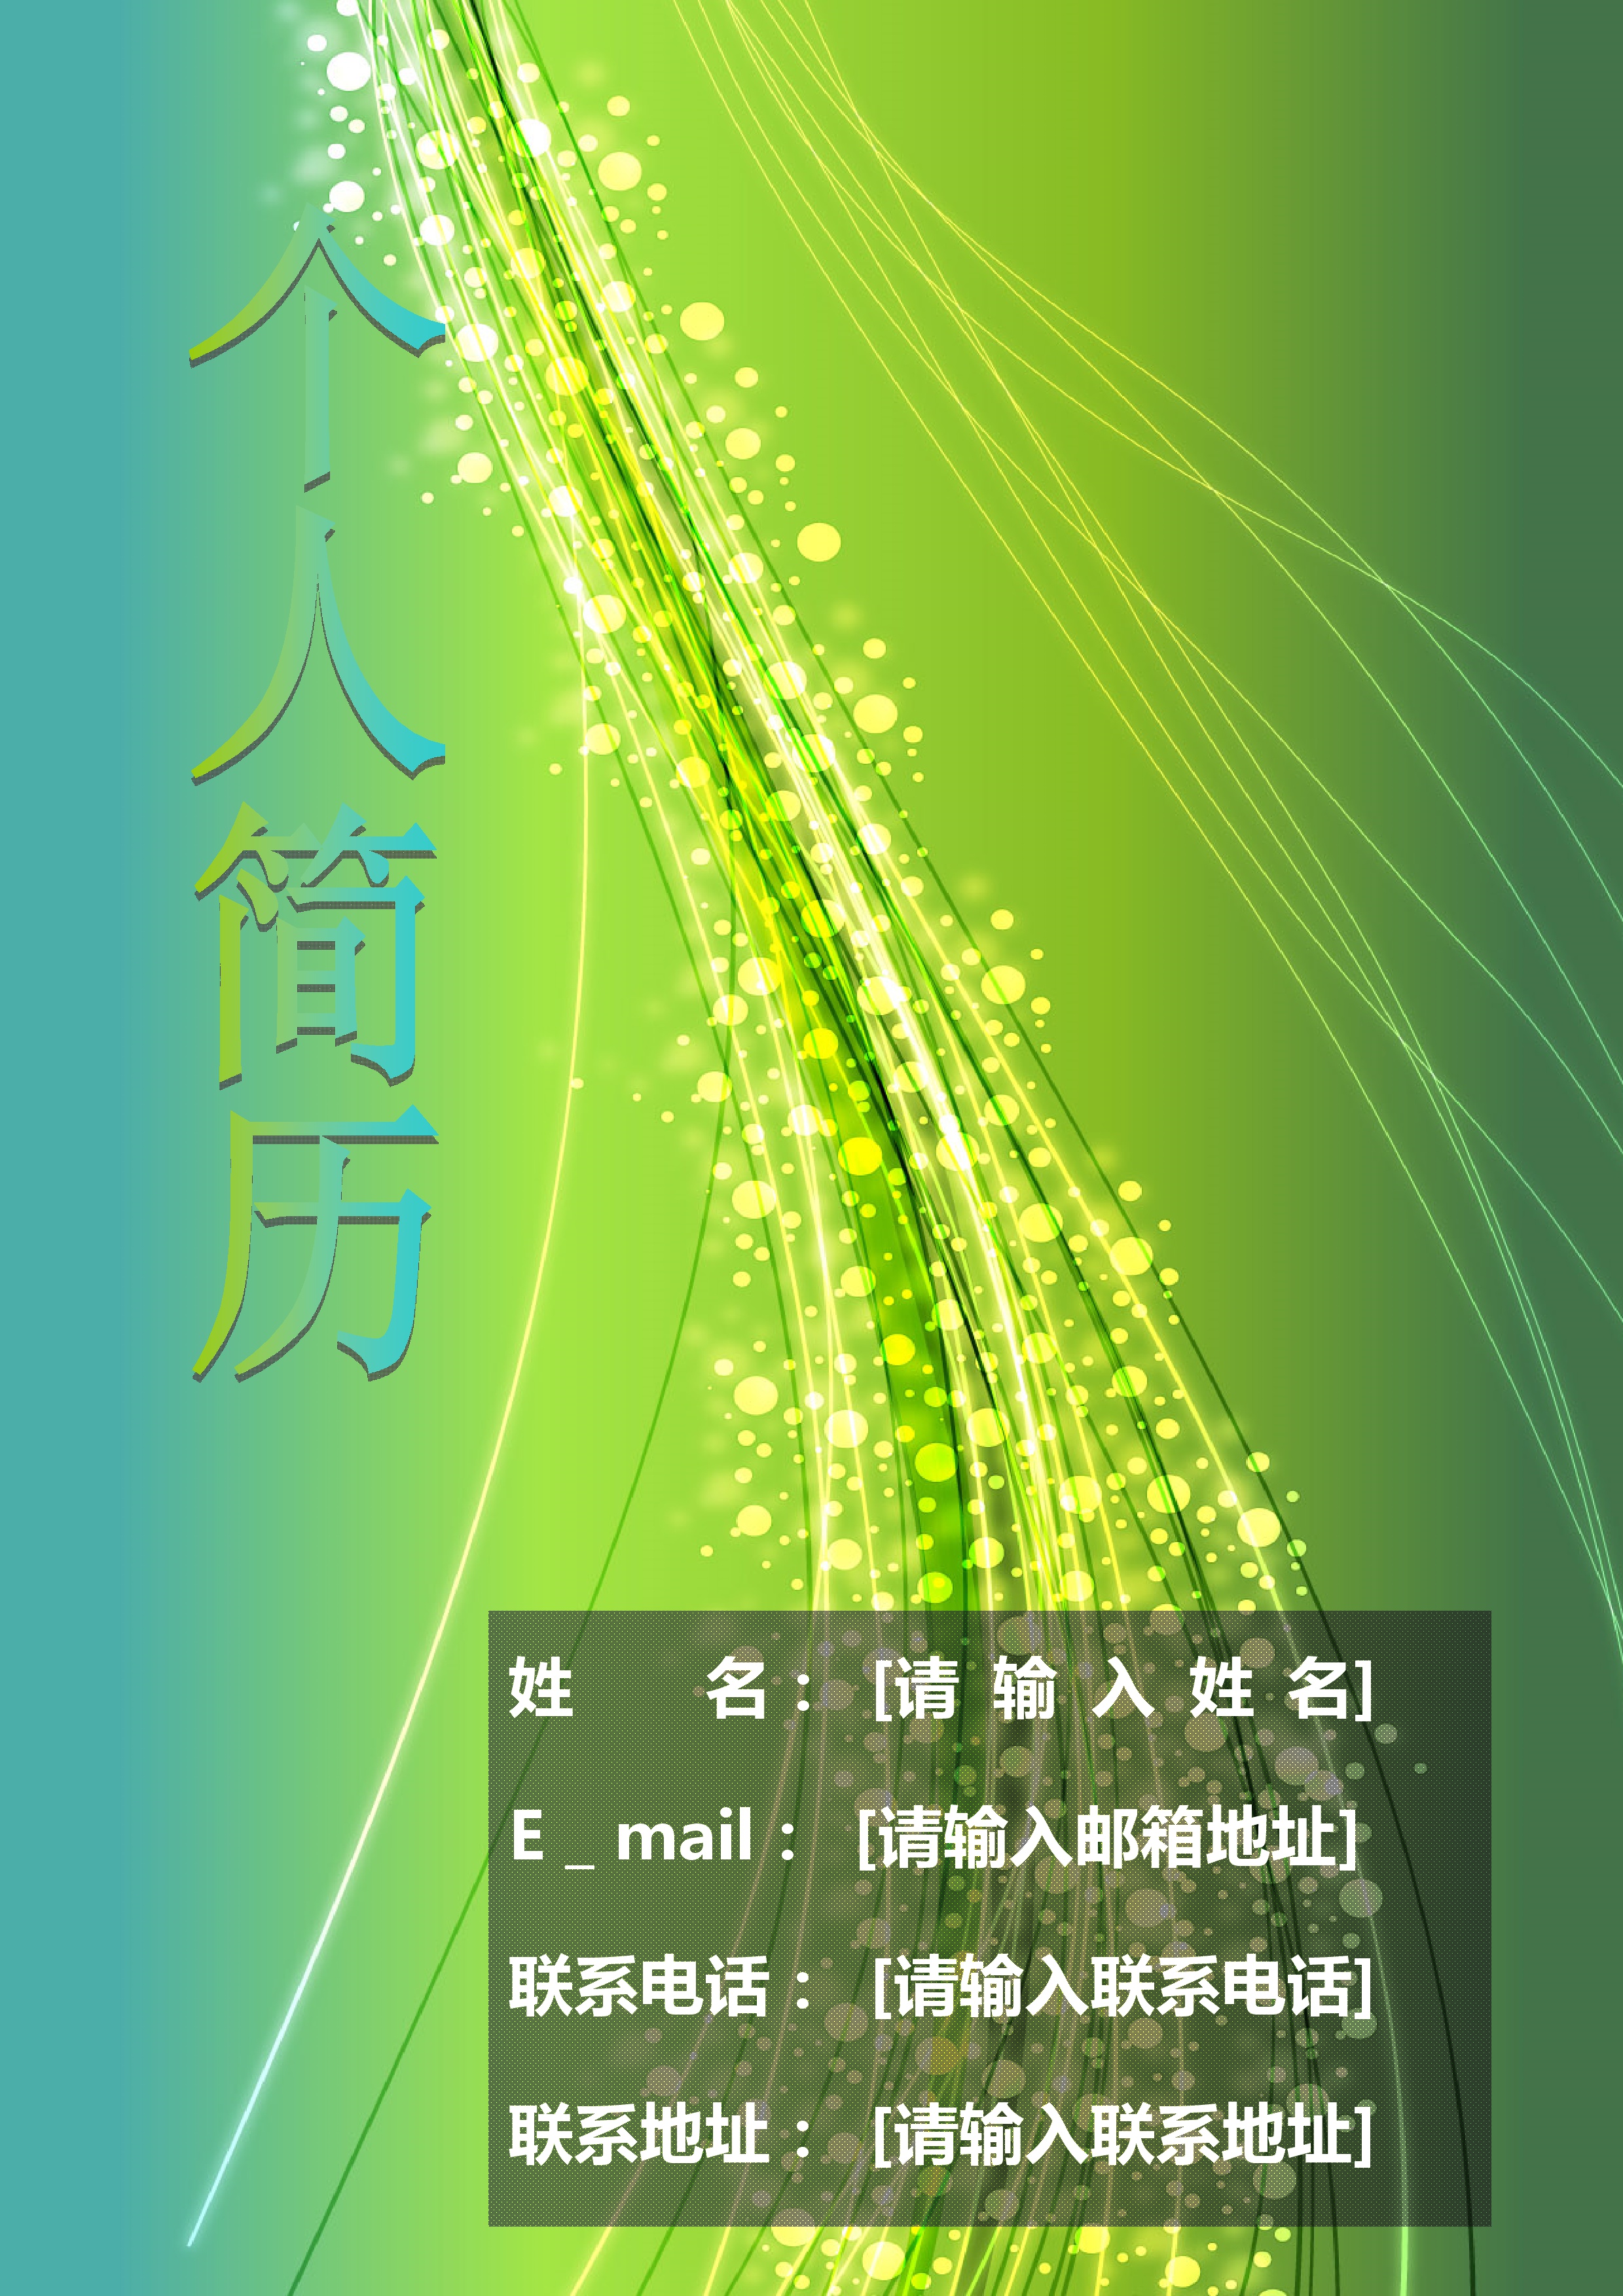 个人简历
姓 名： [请 输 入 姓 名]
E _ mail： [请输入邮箱地址]
联系电话： [请输入联系电话]
联系地址： [请输入联系地址]